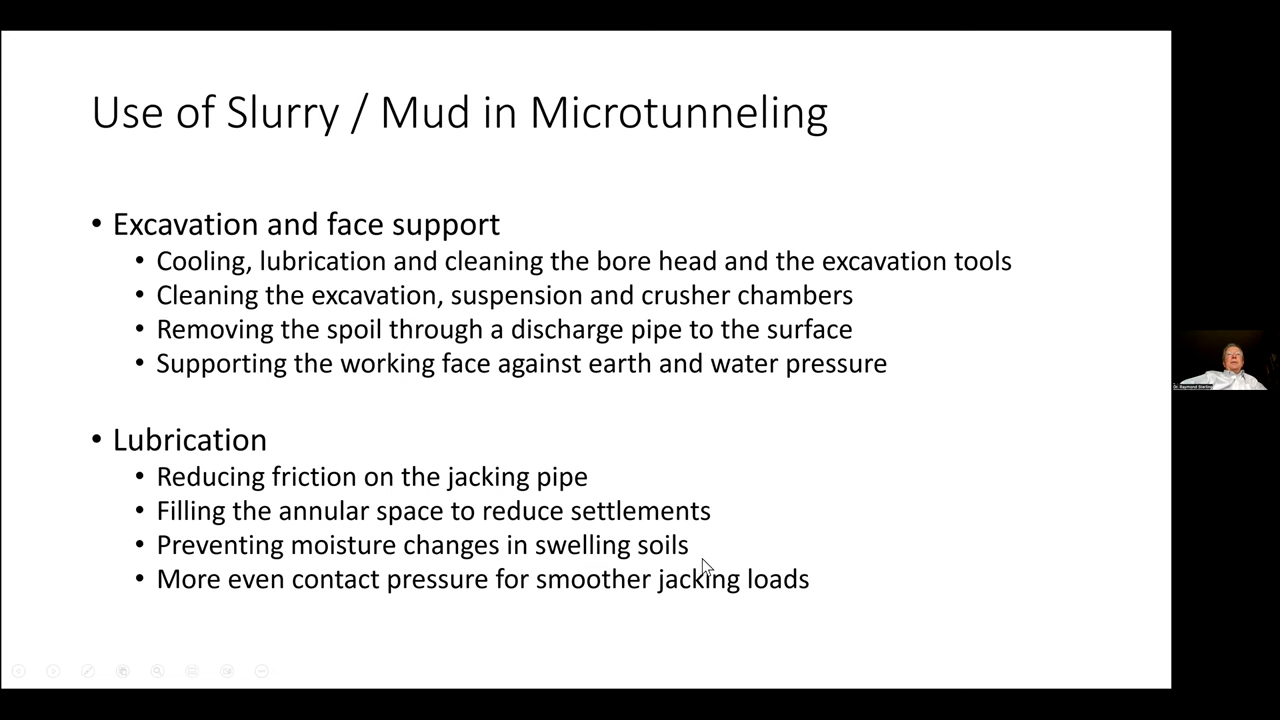 Use of Slurry / Mud in Microtunneling
• Excavation and face support
• Cooling, lubrication and cleaning the bore head and the excavation tools
• Cleaning the excavation, suspension and crusher chambers
• Removing the spoil through a discharge pipe to the surface
• Supporting the working face against earth and water pressure
• Lubrication
• Reducing friction on the jacking pipe
• Filling the annular space to reduce settlements
• Preventing moisture changes in swelling soils
• More even contact pressure for smoother jacking loads
Dr. Raymond Sterling